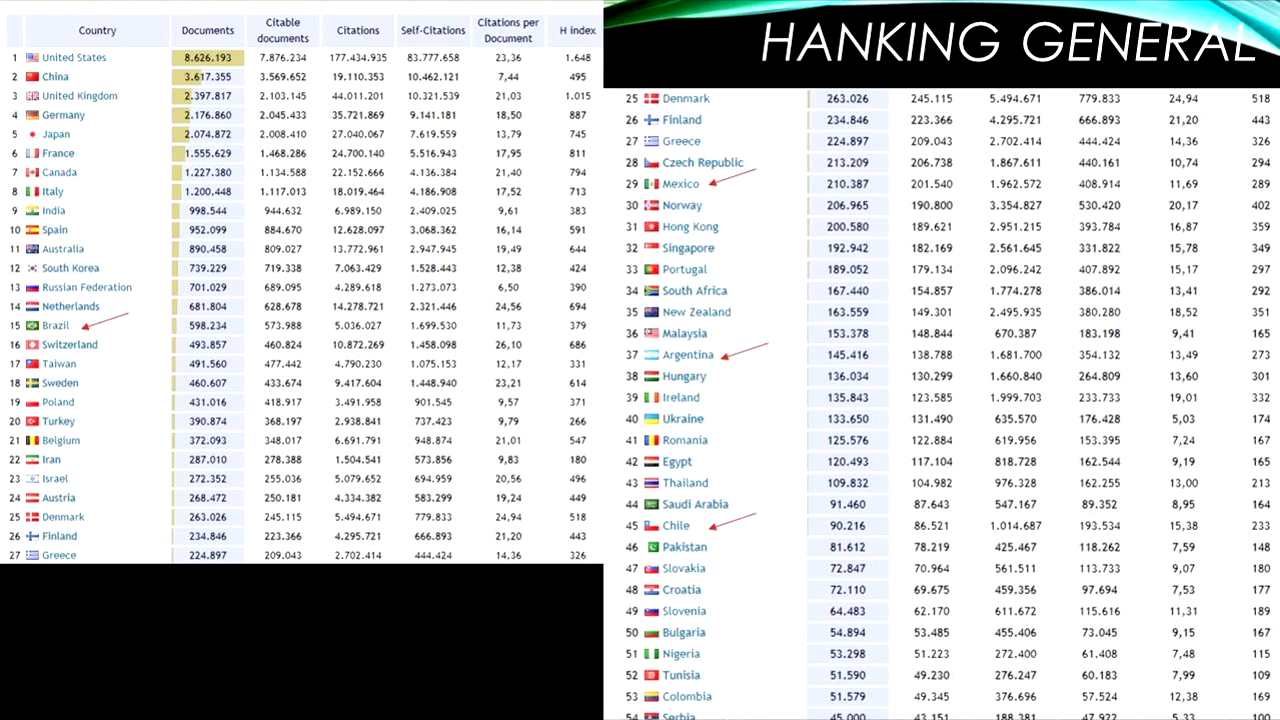 HANKING GENERAL
Country Documents Citable documents Citations Self-Citations Citations per Document H index
1 United States 8.626.193 7.876.234 177.434.935 83.777.658 23,36 1.648
2 China 3.617.355 3.569.652 19.110.353 10.462.121 7,44 495
3 United Kingdom 2.397.817 2.103.145 44.011.201 10.321.539 21,03 1.015
4 Germany 2.176.860 2.045.433 35.721.869 9.141.181 18,50 887
5 Japan 2.074.872 2.008.410 27.040.067 7.619.559 13,79 745
6 France 1.555.629 1.468.286 24.700.140 5.516.943 17,95 811
7 Canada 1.227.380 1.134.588 22.152.666 4.136.384 21,40 794
8 Italy 1.200.448 1.117.013 18.019.464 4.186.908 17,52 713
9 India 998.544 944.632 6.989.150 2.409.025 9,61 383
10 Spain 952.099 884.670 12.628.097 3.068.362 16,14 591
11 Australia 890.458 809.027 13.772.961 2.947.945 19,49 644
12 South Korea 739.229 719.338 7.063.429 1.528.443 12,38 424
13 Russian Federation 701.029 689.095 4.289.618 1.273.073 6,50 390
14 Netherlands 681.804 628.678 14.278.721 2.321.446 24,56 694
15 Brazil 598.234 573.988 5.036.027 1.699.530 11,73 379
16 Switzerland 493.857 460.824 10.872.269 1.458.098 26,10 686
17 Taiwan 491.560 477.442 4.790.230 1.075.153 12,17 331
18 Sweden 460.607 433.674 9.417.604 1.448.940 23,21 614
19 Poland 431.016 418.917 3.491.958 901.545 9,57 371
20 Turkey 390.874 368.197 2.938.841 737.423 9,79 266
21 Belgium 372.093 348.017 6.691.791 948.874 21,01 547
22 Iran 287.010 278.388 1.504.541 573.856 9,83 180
23 Israel 272.352 255.036 5.079.652 694.959 20,56 496
24 Austria 268.472 250.181 4.334.382 583.299 19,24 449
25 Denmark 263.026 245.115 5.494.671 779.833 24,94 518
26 Finland 234.846 223.366 4.295.721 666.893 21,20 443
27 Greece 224.897 209.043 2.702.414 444.424 14,36 326
25 Denmark 263.026 245.115 5.494.671 779.833 24,94 518
26 Finland 234.846 223.366 4.295.721 666.893 21,20 443
27 Greece 224.897 209.043 2.702.414 444.424 14,36 326
28 Czech Republic 213.209 206.738 1.867.611 440.161 10,74 294
29 Mexico 210.387 201.540 1.962.572 408.914 11,69 289
30 Norway 206.965 190.800 3.354.827 530.420 20,17 402
31 Hong Kong 200.580 189.621 2.951.215 393.784 16,87 359
32 Singapore 192.942 182.169 2.561.645 331.822 15,78 349
33 Portugal 189.052 179.134 2.096.242 407.892 15,17 297
34 South Africa 167.440 154.857 1.774.278 386.014 13,41 292
35 New Zealand 163.559 149.301 2.495.935 380.280 18,52 351
36 Malaysia 153.378 148.844 670.387 183.198 9,41 165
37 Argentina 145.416 138.788 1.681.700 354.132 13,49 273
38 Hungary 136.034 130.299 1.660.840 264.809 13,60 301
39 Ireland 135.843 123.585 1.999.703 233.733 19,01 332
40 Ukraine 133.650 131.490 635.570 176.428 5,03 174
41 Romania 125.576 122.884 619.956 153.395 7,24 167
42 Egypt 120.493 117.104 818.728 162.544 9,19 165
43 Thailand 109.832 104.982 976.328 162.255 13,00 213
44 Saudi Arabia 91.460 87.643 547.167 89.352 8,95 164
45 Chile 90.216 86.521 1.014.687 193.534 15,38 233
46 Pakistan 81.612 78.219 425.467 118.262 7,59 148
47 Slovakia 72.847 70.964 561.511 113.733 9,07 180
48 Croatia 72.110 69.675 459.356 97.694 7,53 177
49 Slovenia 64.483 62.170 611.672 115.616 11,31 189
50 Bulgaria 54.894 53.485 455.406 73.045 9,15 167
51 Nigeria 53.298 51.223 272.400 61.408 7,48 115
52 Tunisia 51.590 49.230 276.247 60.183 7,99 109
53 Colombia 51.579 49.345 376.696 57.524 12,38 169
54 Serbia 45.000 43.151 188.381 47.922 5,33 100